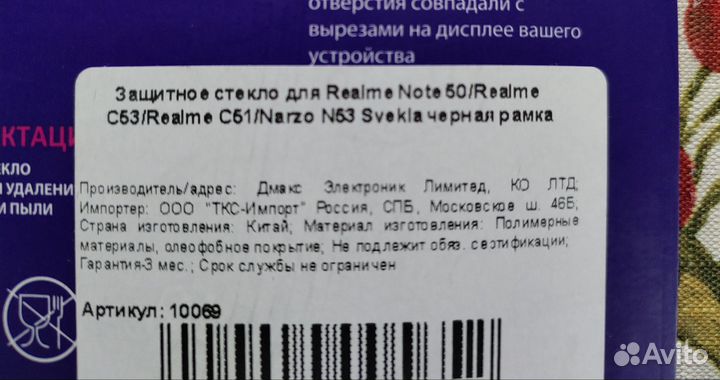 отверстия совпадали с
вырезами на дисплее вашего
устройства
Защитное стекло для Realme Note 50/Realme
C53/Realme C51/Narzo N53 Svekla черная рамка
КТАЦИ
ЕКЛО
И УДАЛЕНИ
И ПЫЛИ
Производитель/адрес: Дмакс Электроник Лимитед, КО ЛТД;
Импортер: ООО "ТКС-Импорт" Россия, СПБ, Московское ш. 46Б;
Страна изготовления: Китай; Материал изготовления: Полимерные
материалы, олеофобное покрытие; Не подлежит обяз. сертификации;
Гарантия-3 мес.; Срок службы не ограничен
Артикул: 10069
Avito